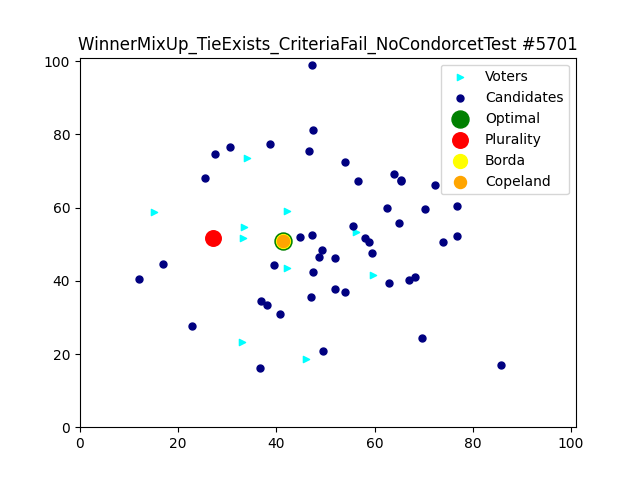 WinnerMixUp_TieExists_CriteriaFail_NoCondorcetTest #5701
100
80
60
40
20
0
0 20 40 60 80 100
Voters
Candidates
Optimal
Plurality
Borda
Copeland